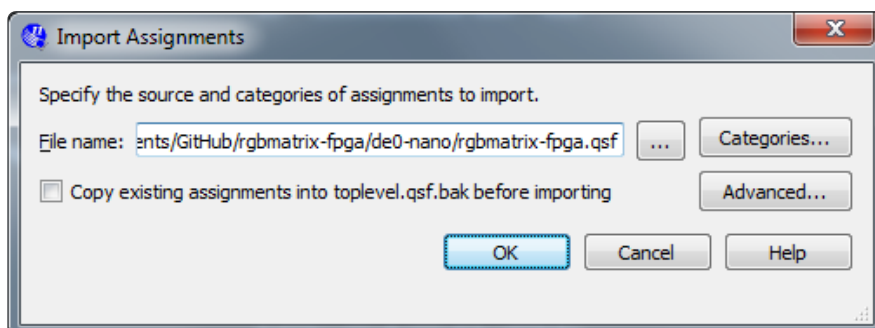 Import Assignments
Specify the source and categories of assignments to import.
File name: ents/GitHub/rgbmatrix-fpga/de0-nano/rgbmatrix-fpga.qsf ... Categories...
Copy existing assignments into toplevel.qsf.bak before importing Advanced...
OK Cancel Help